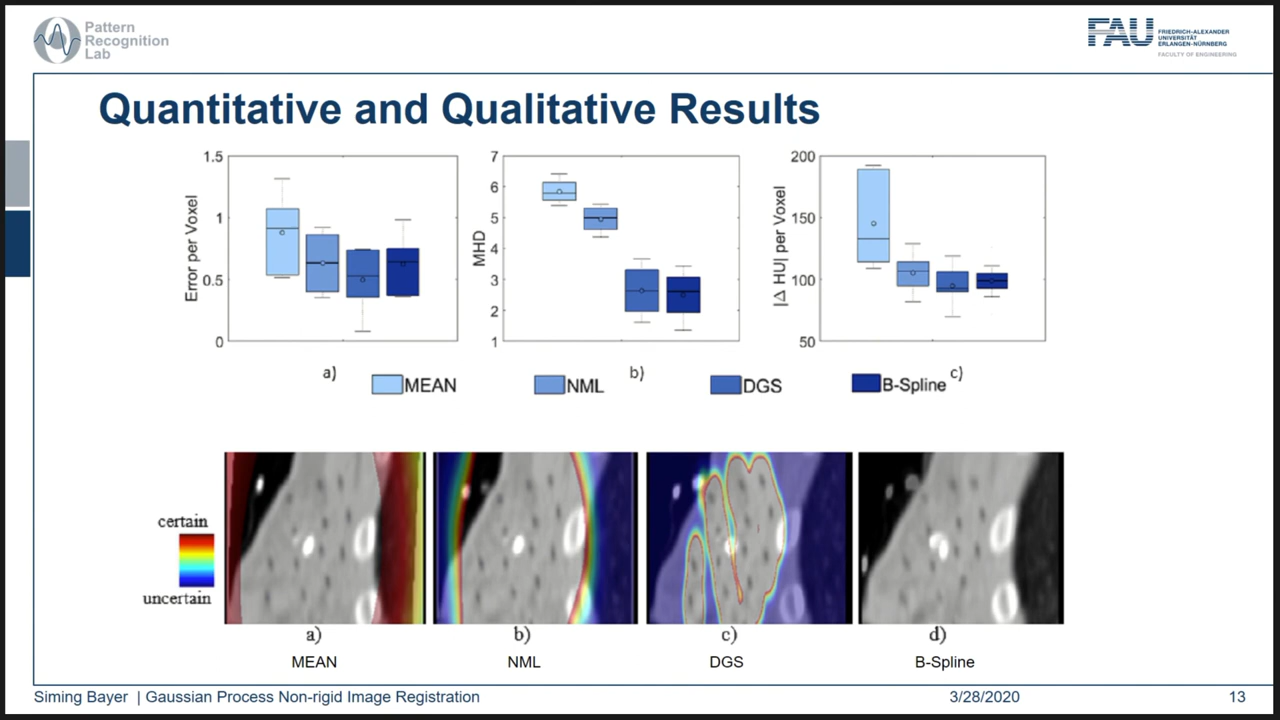 Pattern
Recognition
Lab
FAU
FRIEDRICH-ALEXANDER
UNIVERSITÄT
ERLANGEN-NÜRNBERG
FACULTY OF ENGINEERING
Quantitative and Qualitative Results
1.5
1
0.5
0
Error per Voxel
a)
7
6
5
4
3
2
1
MHD
b)
200
150
100
50
|Δ HU| per Voxel
c)
MEAN
NML
DGS
B-Spline
certain
uncertain
a)
b)
c)
d)
MEAN
NML
DGS
B-Spline
Siming Bayer | Gaussian Process Non-rigid Image Registration
3/28/2020
13